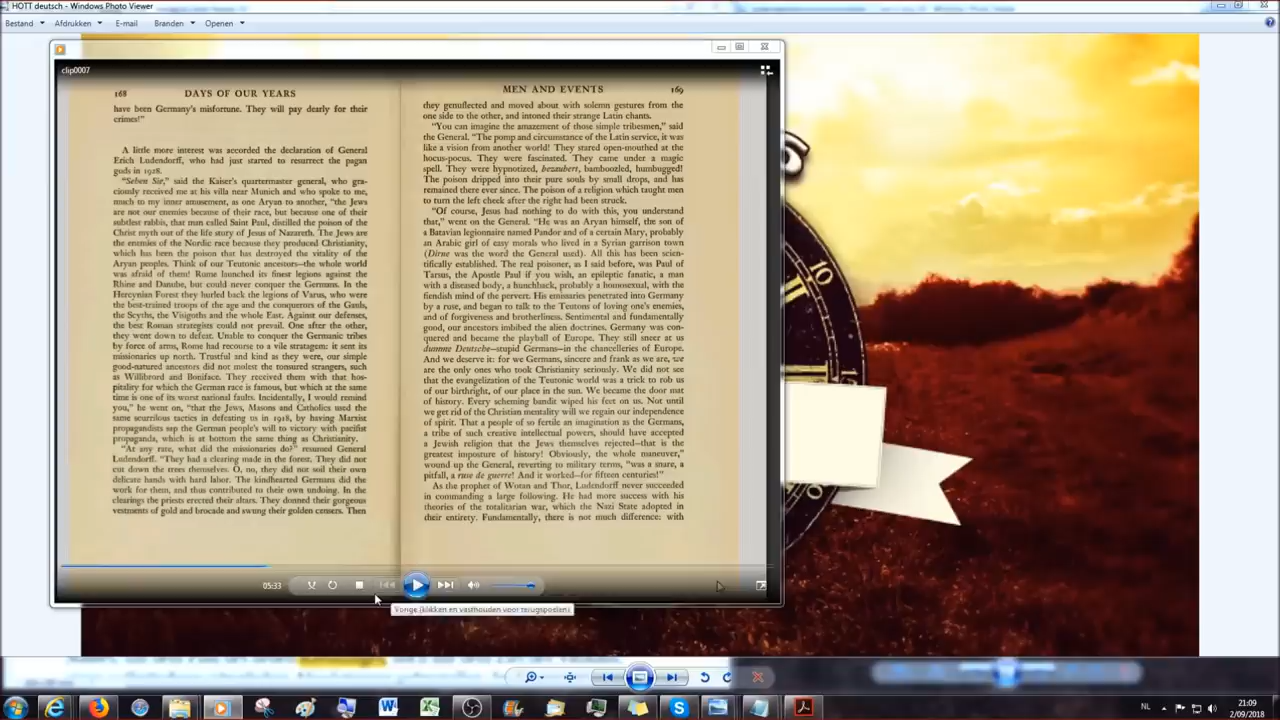 HOTT deutsch - Windows Photo Viewer
Bestand Afdrukken E-mail Branden Openen
clip0007
168 DAYS OF OUR YEARS
have been Germany's misfortune. They will pay dearly for their
crimes!"
A little more interest was accorded the declaration of General
Erich Ludendorff, who had just started to resurrect the pagan
gods in 1928.
"Sehen Sie," said the Kaiser's quartermaster general, who gra-
ciously received me at his villa near Munich and who spoke to me,
much to my inner amusement, as one Aryan to another, "the Jews
are not our enemies because of their race, but because one of their
subtlest rabbis, that man called Saint Paul, distilled the poison of the
Christ myth out of the life story of Jesus of Nazareth. The Jews are
the enemies of the Nordic race because they produced Christianity,
which has been the poison that has destroyed the vitality of the
Aryan peoples. Think of our Teutonic ancestors—the whole world
was afraid of them! Rome launched its finest legions against the
Rhine and Danube, but could never conquer the Germans. In the
Hercynian Forest they hurled back the legions of Varus, who were
the best-trained troops of the age and the conquerors of the Gauls,
the Scyths, the Visigoths and the whole East. Against our defenses,
the best Roman strategists could not prevail. One after the other,
they went down to defeat. Unable to conquer the Germanic tribes
by force of arms, Rome had recourse to a vile stratagem: it sent its
missionaries up north. Trustful and kind as they were, our simple
good-natured ancestors did not molest the tonsured strangers, such
as Willibrord and Boniface. They received them with that hos-
pitality for which the German race is famous, but which at the same
time is one of its worst national faults. Incidentally, I would remind
you," he went on, "that the Jews, Masons and Catholics used the
same scurrilous tactics in defeating us in 1918, by having Marxist
propagandists sap the German people's will to victory with pacifist
propaganda, which is at bottom the same thing as Christianity.
"At any rate, what did the missionaries do?" resumed General
Ludendorff. "They had a clearing made in the forest. They did not
cut down the trees themselves. O, no, they did not soil their own
delicate hands with hard labor. The kindhearted Germans did the
work for them, and thus contributed to their own undoing. In the
clearings the priests erected their altars. They donned their gorgeous
vestments of gold and brocade and swung their golden censers. Then
MEN AND EVENTS 169
they genuflected and moved about with solemn gestures from the
one side to the other, and intoned their strange Latin chants.
"You can imagine the amazement of those simple tribesmen," said
the General. "The pomp and circumstance of the Latin service, it was
like a vision from another world! They stared open-mouthed at the
hocus-pocus. They were fascinated. They came under a magic
spell. They were hypnotized, bezaubert, bamboozled, humbugged!
The poison dripped into their pure souls by small drops, and has
remained there ever since. The poison of a religion which taught men
to turn the left cheek after the right had been struck.
"Of course, Jesus had nothing to do with this, you understand
that," went on the General. "He was an Aryan himself, the son of
a Batavian legionnaire named Pandor and of a certain Mary, probably
an Arabic girl of easy morals who lived in a Syrian garrison town
(Dirne was the word the General used). All this has been scien-
tifically established. The real poisoner, as I said before, was Paul of
Tarsus, the Apostle Paul if you wish, an epileptic fanatic, a man
with a diseased body, a hunchback, probably a homosexual, with the
fiendish mind of the pervert. His emissaries penetrated into Germany
by a ruse, and began to talk to the Teutons of loving one's enemies,
and of forgiveness and brotherliness. Sentimental and fundamentally
good, our ancestors imbibed the alien doctrines. Germany was con-
quered and became the playball of Europe. They still sneer at us
dumme Deutsche—stupid Germans—in the chancelleries of Europe.
And we deserve it: for we Germans, sincere and frank as we are, we
are the only ones who took Christianity seriously. We did not see
that the evangelization of the Teutonic world was a trick to rob us
of our birthright, of our place in the sun. We became the door mat
of history. Every scheming bandit wiped his feet on us. Not until
we get rid of the Christian mentality will we regain our independence
of spirit. That a people of so fertile an imagination as the Germans,
a tribe of such creative intellectual powers, should have accepted
a Jewish religion that the Jews themselves rejected—that is the
greatest imposture of history! Obviously, the whole maneuver,"
wound up the General, reverting to military terms, "was a snare, a
pitfall, a ruse de guerre! And it worked—for fifteen centuries!"
As the prophet of Wotan and Thor, Ludendorff never succeeded
in commanding a large following. He had more success with his
theories of the totalitarian war, which the Nazi State adopted in
their entirety. Fundamentally, there is not much difference: with
05:33
Vorige (klikken en vasthouden voor terugspoelen)
10
NL
21:09
2/09/2018